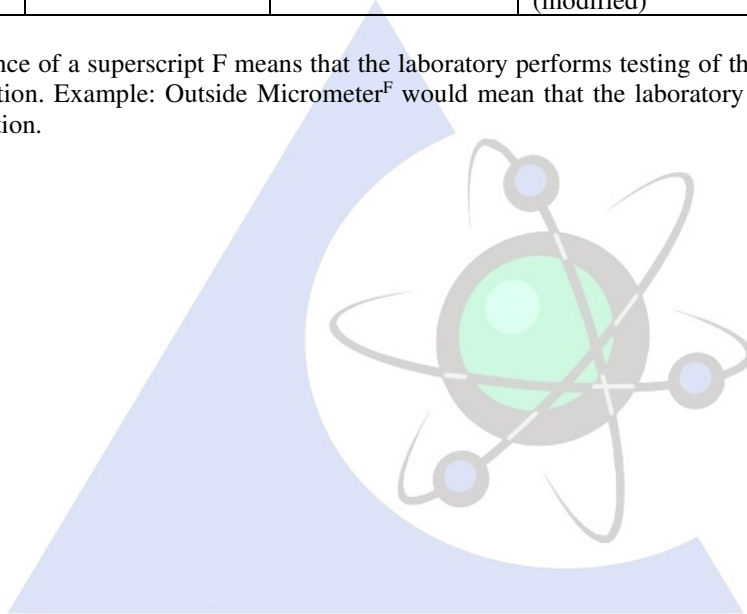 (modified)
nce of a superscript F means that the laboratory performs testing of th
tion. Example: Outside Micrometer^F would mean that the laboratory
tion.